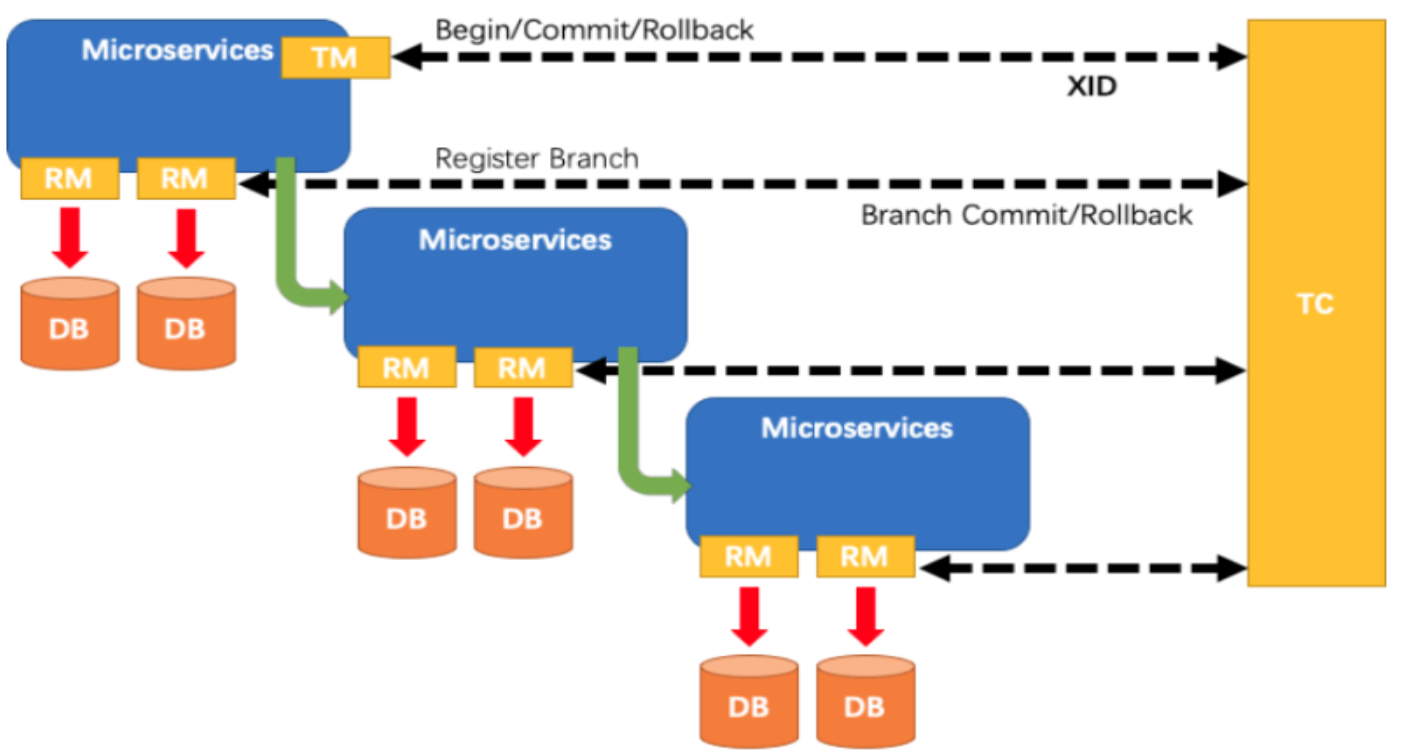 Begin/Commit/Rollback
Microservices
TM
XID
Register Branch
RM
RM
Branch Commit/Rollback
Microservices
TC
DB
DB
RM
RM
Microservices
DB
DB
RM
RM
DB
DB